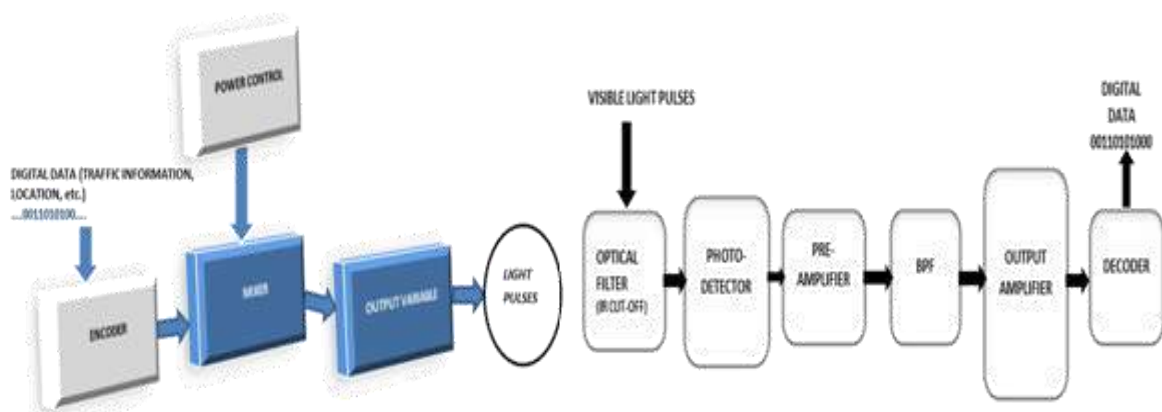 POWER CONTROL
DIGITAL DATA (TRAFFIC INFORMATION,
LOCATION, etc.)
....0011010100....
ENCODER
MIXER
OUTPUT VARIABLE
LIGHT
PULSES
VISIBLE LIGHT PULSES
OPTICAL
FILTER
(IR CUT-OFF)
PHOTO-
DETECTOR
PRE-
AMPLIFIER
BPF
OUTPUT
AMPLIFIER
DECODER
DIGITAL
DATA
00110101000